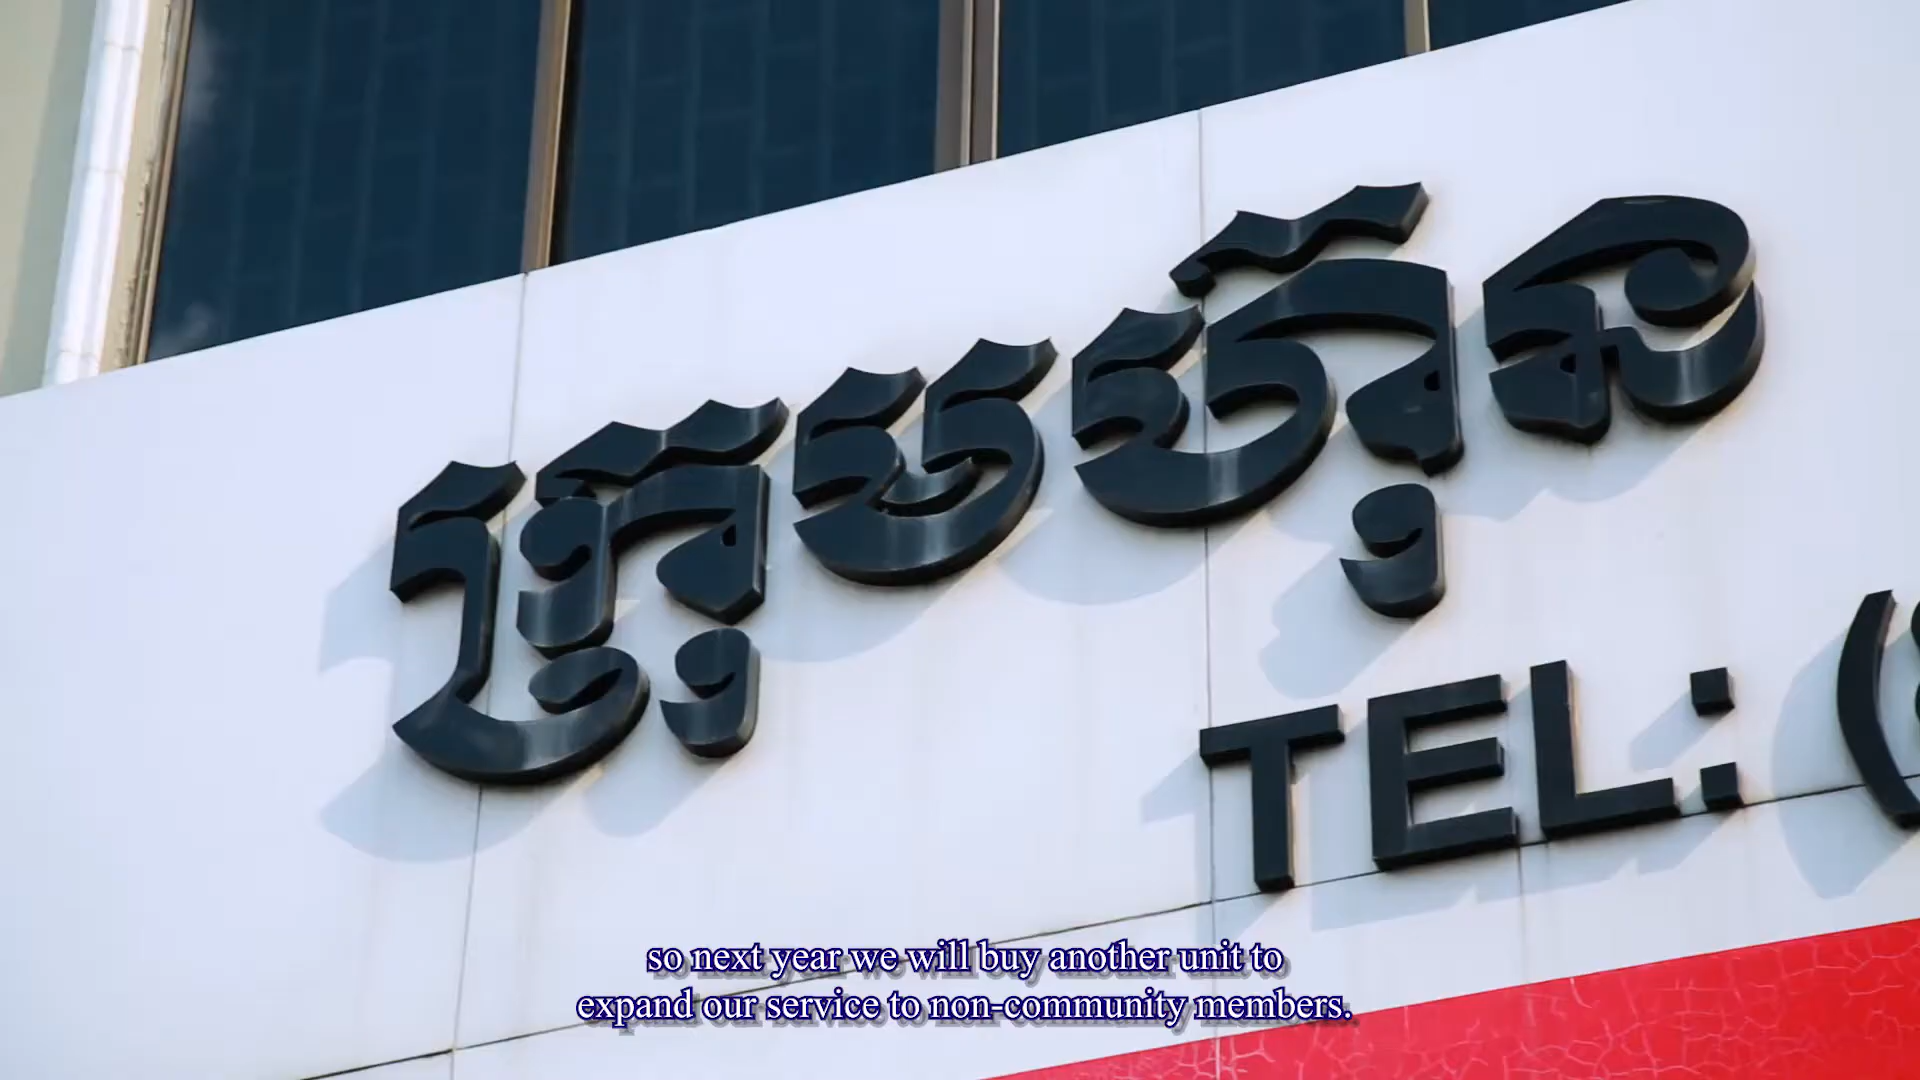 ក្រុមហ៊ុន
TEL: (
so next year we will buy another unit to
expand our service to non-community members.